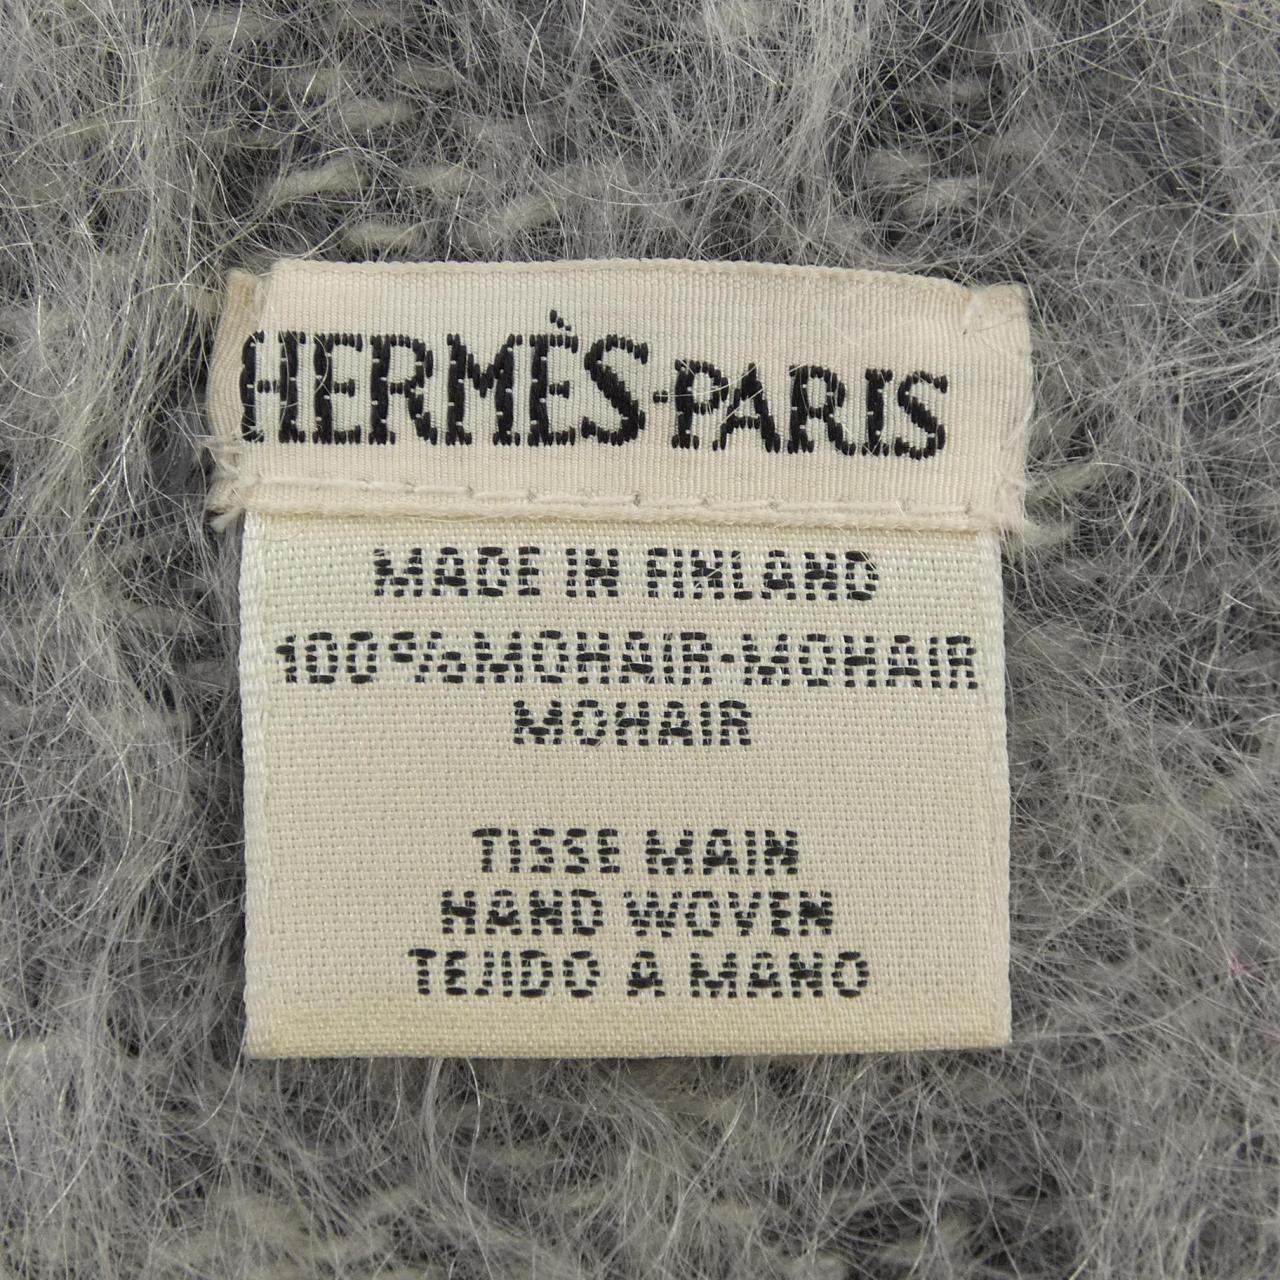 HERMÈS-PARIS
MADE IN FINLAND
100%MOHAIR-MOHAIR
MOHAIR
TISSE MAIN
HAND WOVEN
TEJIDO A MANO